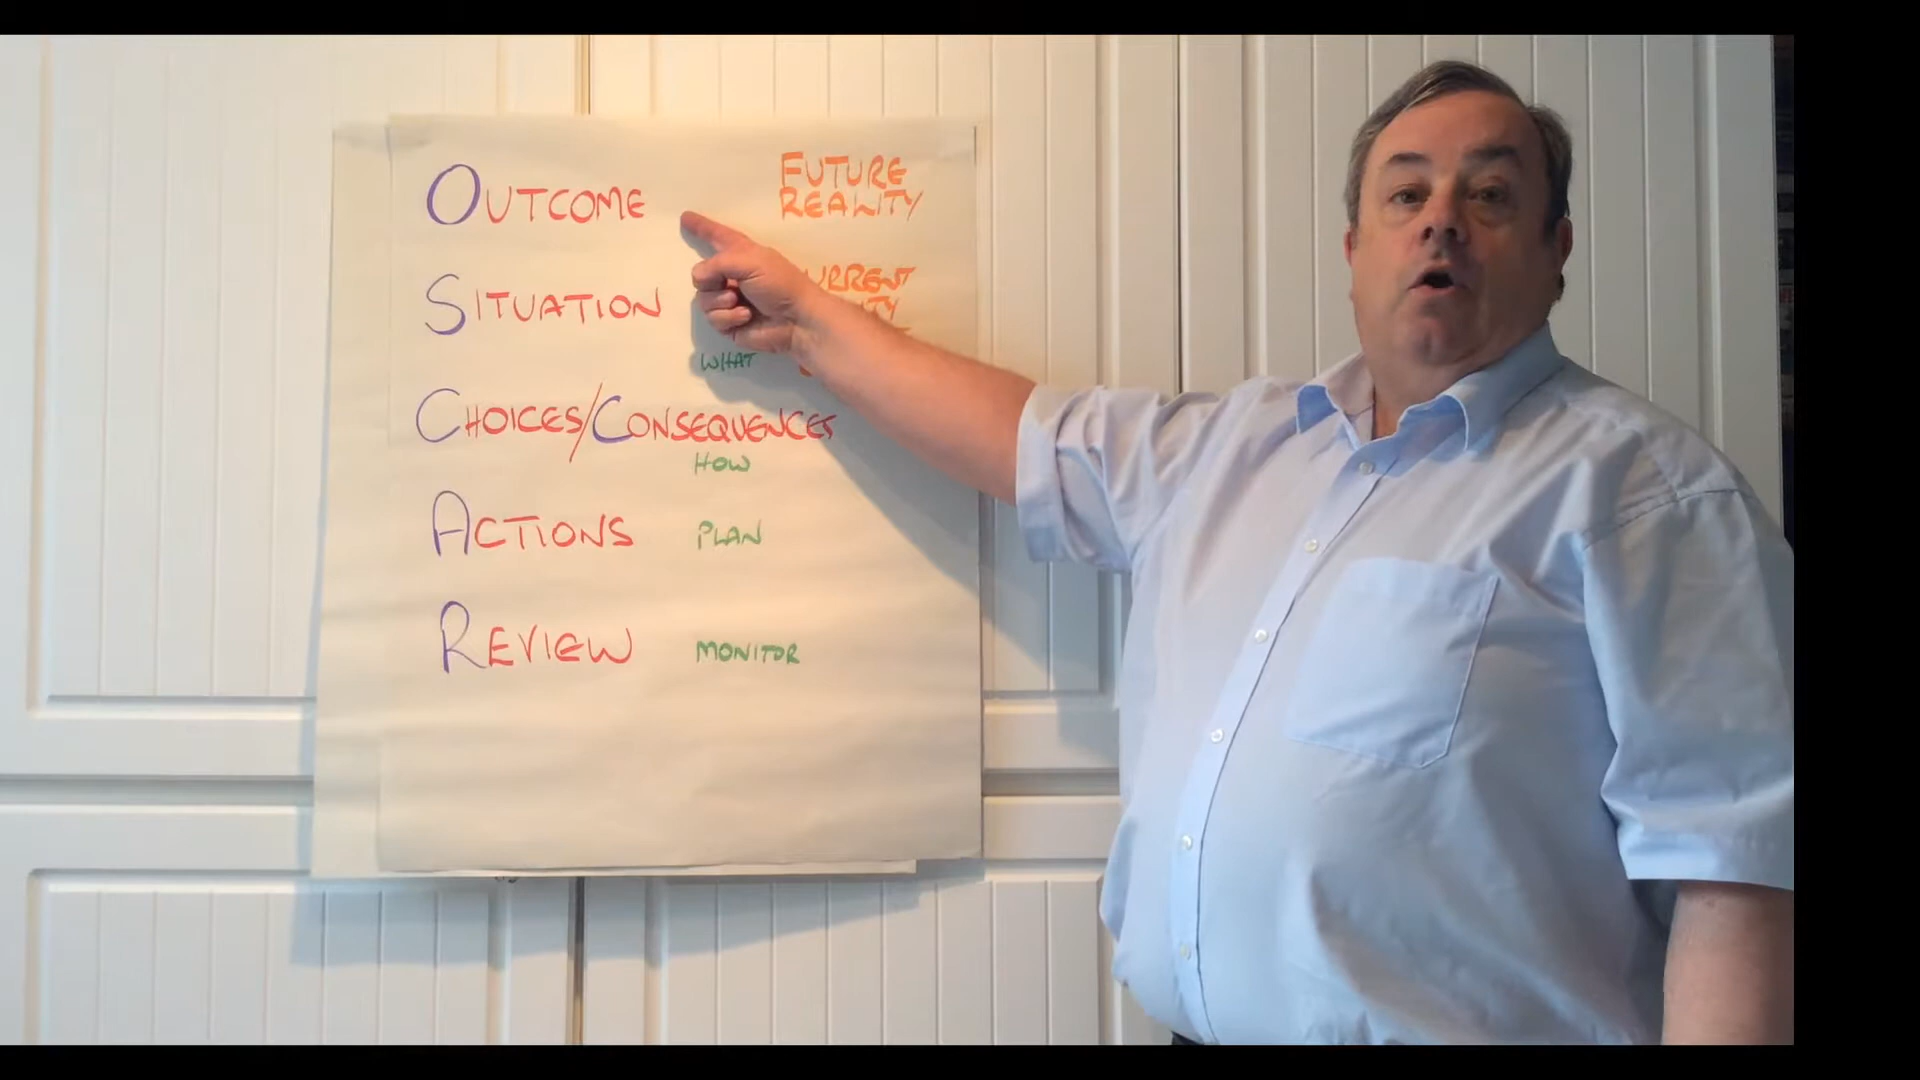 OUTCOME
FUTURE
REALITY
SITUATION
WHAT
CHOICES/CONSEQUENCES
HOW
ACTIONS
PLAN
REVIEW
MONITOR